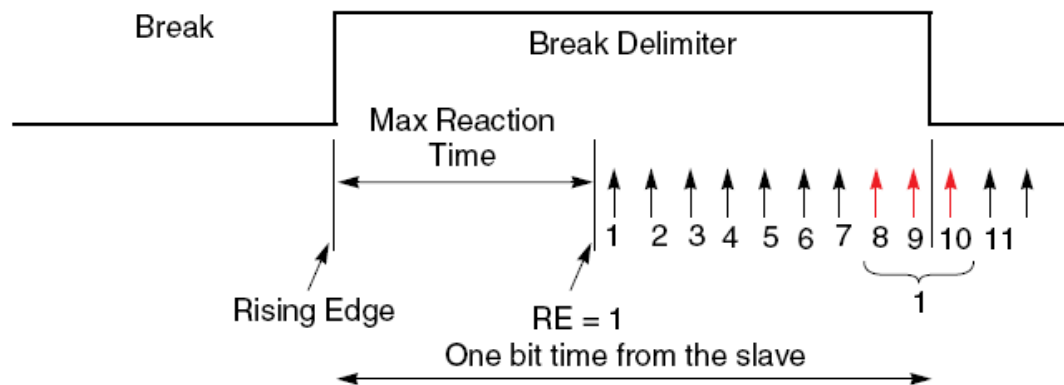 Break
Break Delimiter
Max Reaction
Time
1 2 3 4 5 6 7 8 9 10 11
1
Rising Edge
RE = 1
One bit time from the slave